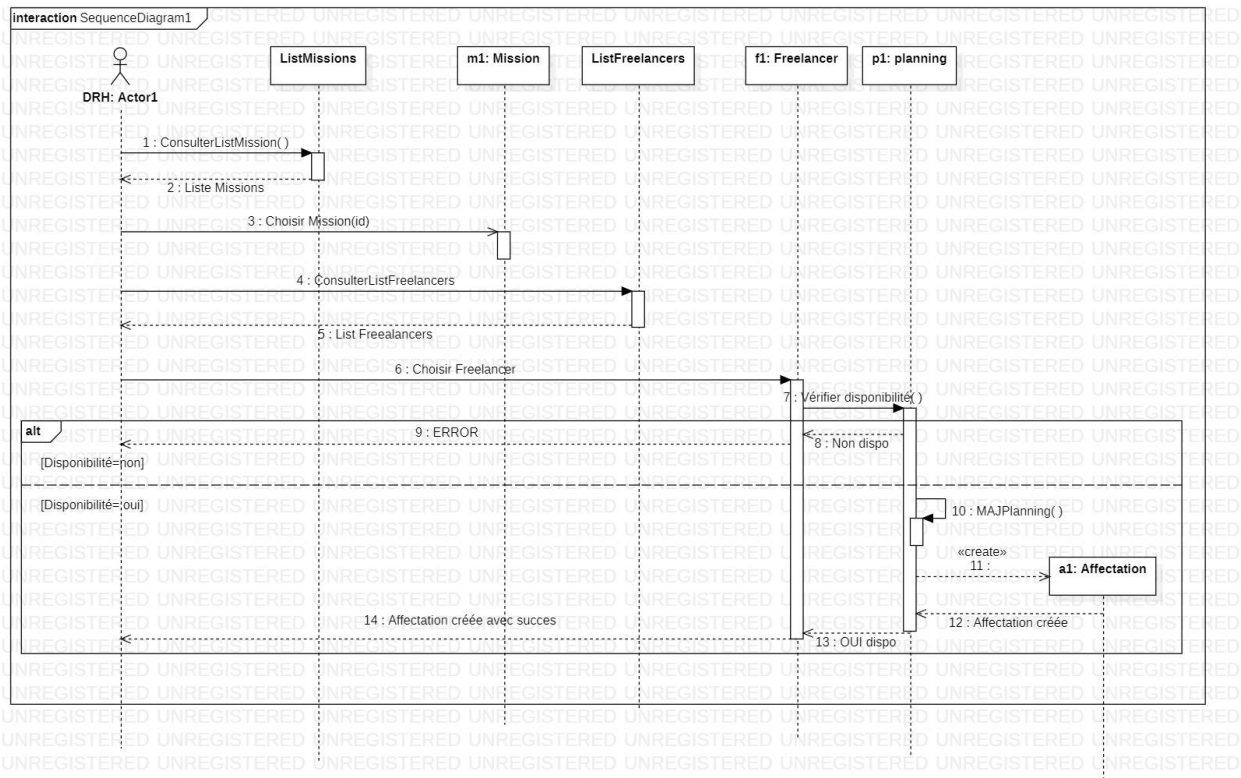 interaction SequenceDiagram1
ListMissions
m1: Mission
ListFreelancers
f1: Freelancer
p1: planning
DRH: Actor1
1 : ConsulterListMission( )
2 : Liste Missions
3 : Choisir Mission(id)
4 : ConsulterListFreelancers
5 : List Freealancers
6 : Choisir Freelancer
7 : Vérifier disponibilité( )
alt
9 : ERROR
8 : Non dispo
[Disponibilité=non]
[Disponibilité=;oui]
10 : MAJPlanning( )
«create»
11 :
a1: Affectation
12 : Affectation créée
14 : Affectation créée avec succes
13 : OUI dispo
UNREGISTERED